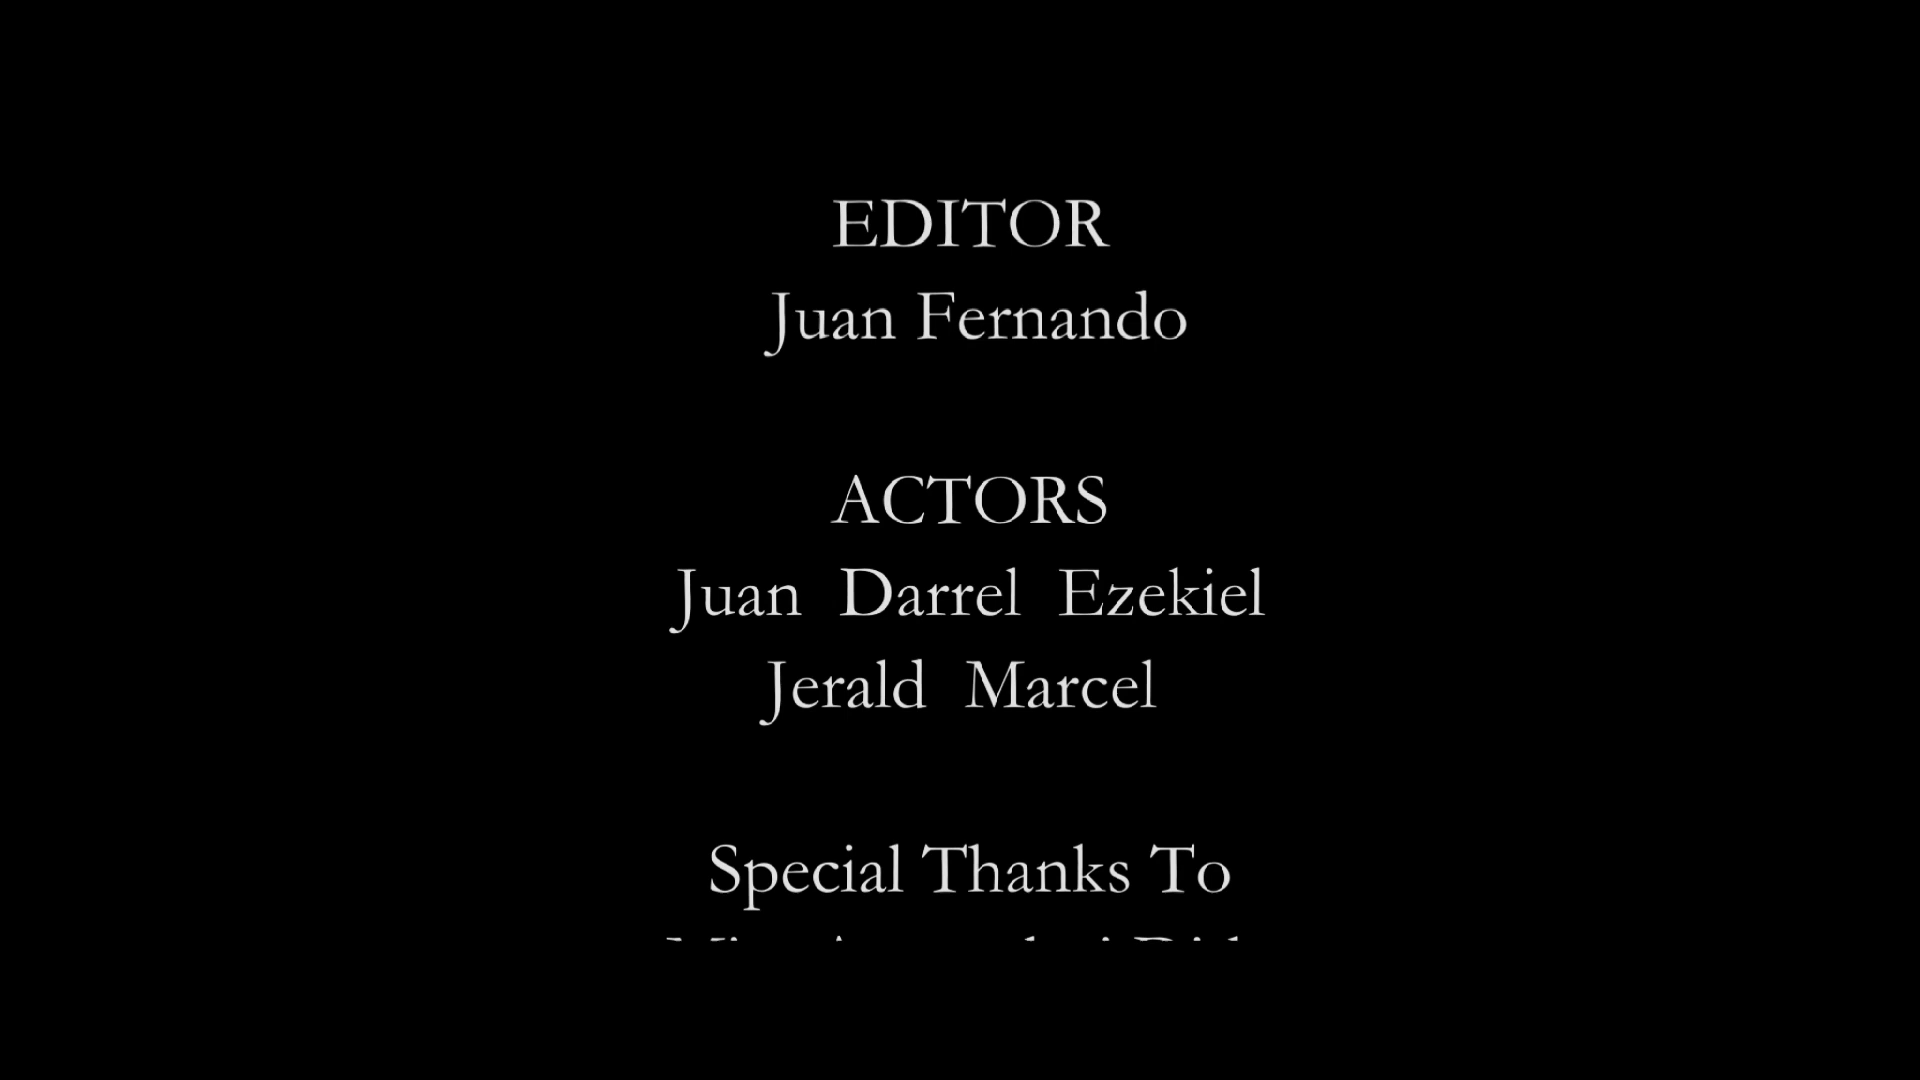 EDITOR
Juan Fernando
ACTORS
Juan Darrel Ezekiel
Jerald Marcel
Special Thanks To